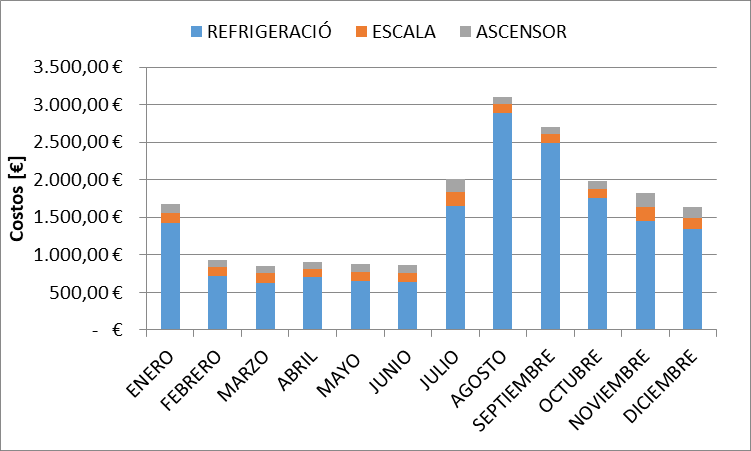 REFRIGERACIÓ ESCALA ASCENSOR
3.500,00 €
3.000,00 €
2.500,00 €
2.000,00 €
1.500,00 €
1.000,00 €
500,00 €
- €
Costos [€]
ENERO
FEBRERO
MARZO
ABRIL
MAYO
JUNIO
JULIO
AGOSTO
SEPTIEMBRE
OCTUBRE
NOVIEMBRE
DICIEMBRE